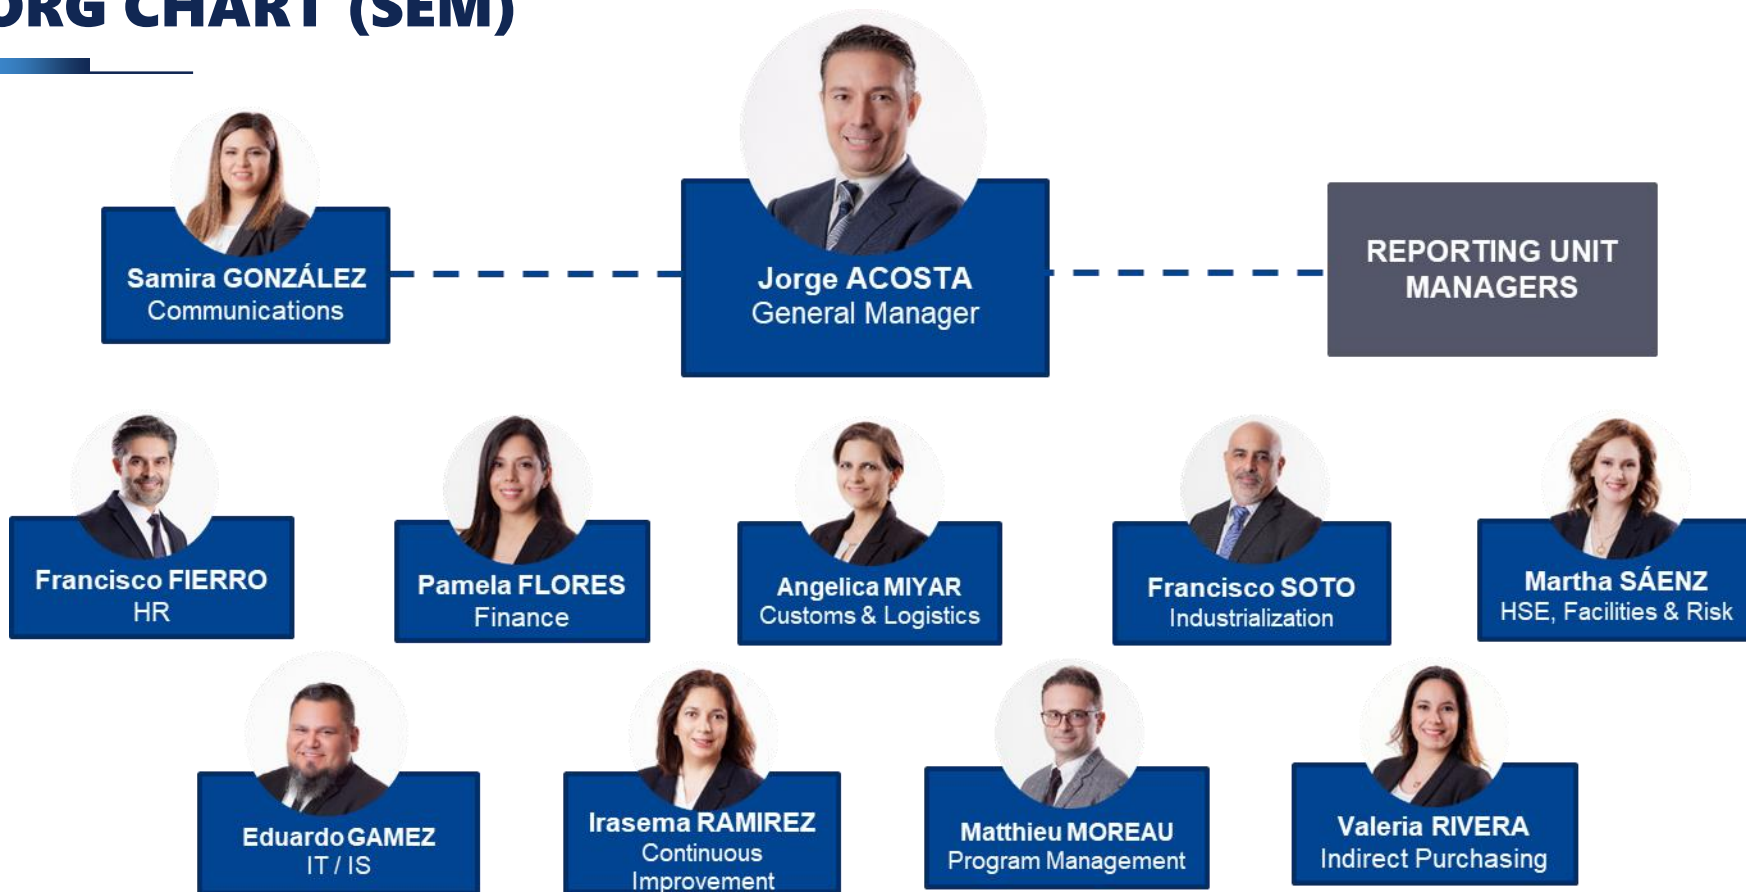 ORG CHART (SEM)
Samira GONZÁLEZ
Communications
Jorge ACOSTA
General Manager
REPORTING UNIT
MANAGERS
Francisco FIERRO
HR
Pamela FLORES
Finance
Angelica MIYAR
Customs & Logistics
Francisco SOTO
Industrialization
Martha SÁENZ
HSE, Facilities & Risk
Eduardo GAMEZ
IT / IS
Irasema RAMIREZ
Continuous
Improvement
Matthieu MOREAU
Program Management
Valeria RIVERA
Indirect Purchasing